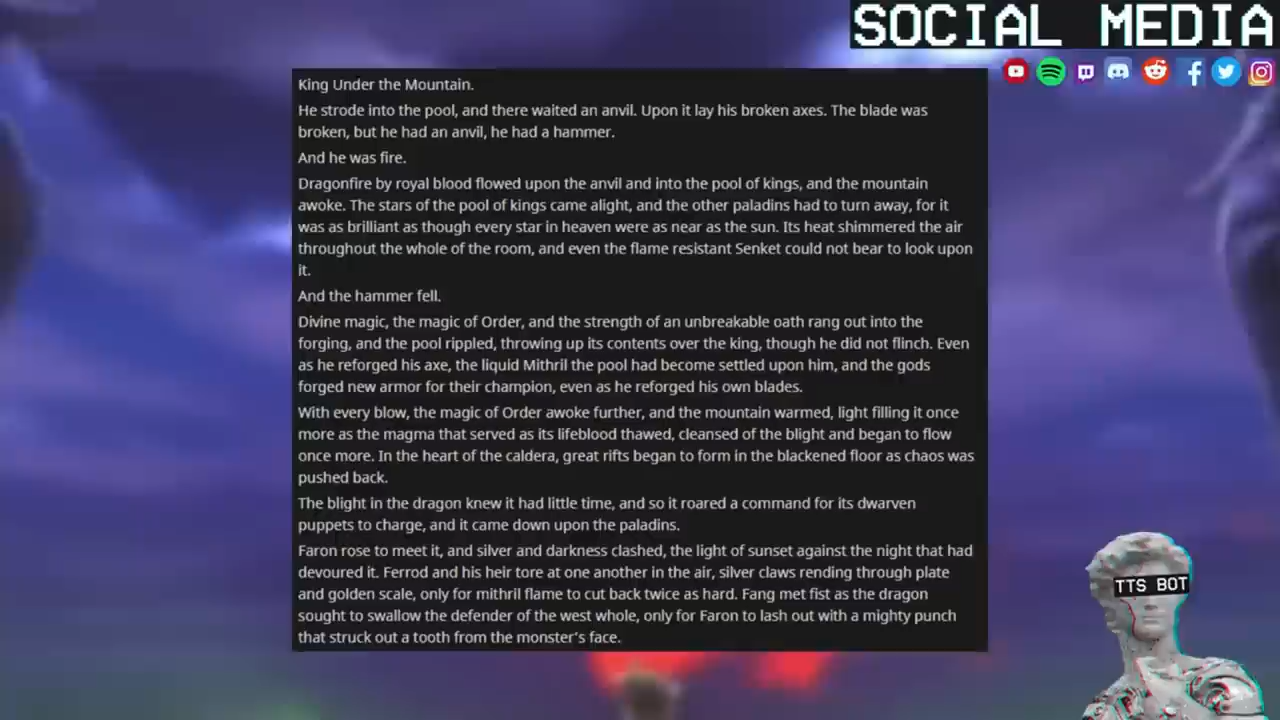 SOCIAL MEDIA
King Under the Mountain.
He strode into the pool, and there waited an anvil. Upon it lay his broken axes. The blade was
broken, but he had an anvil, he had a hammer.
And he was fire.
Dragonfire by royal blood flowed upon the anvil and into the pool of kings, and the mountain
awoke. The stars of the pool of kings came alight, and the other paladins had to turn away, for it
was as brilliant as though every star in heaven were as near as the sun. Its heat shimmered the air
throughout the whole of the room, and even the flame resistant Senket could not bear to look upon
it.
And the hammer fell.
Divine magic, the magic of Order, and the strength of an unbreakable oath rang out into the
forging, and the pool rippled, throwing up its contents over the king, though he did not flinch. Even
as he reforged his axe, the liquid Mithril the pool had become settled upon him, and the gods
forged new armor for their champion, even as he reforged his own blades.
With every blow, the magic of Order awoke further, and the mountain warmed, light filling it once
more as the magma that served as its lifeblood thawed, cleansed of the blight and began to flow
once more. In the heart of the caldera, great rifts began to form in the blackened floor as chaos was
pushed back.
The blight in the dragon knew it had little time, and so it roared a command for its dwarven
puppets to charge, and it came down upon the paladins.
Faron rose to meet it, and silver and darkness clashed, the light of sunset against the night that had
devoured it. Ferrod and his heir tore at one another in the air, silver claws rending through plate
and golden scale, only for mithril flame to cut back twice as hard. Fang met fist as the dragon
sought to swallow the defender of the west whole, only for Faron to lash out with a mighty punch
that struck out a tooth from the monster's face.
TTS BOT